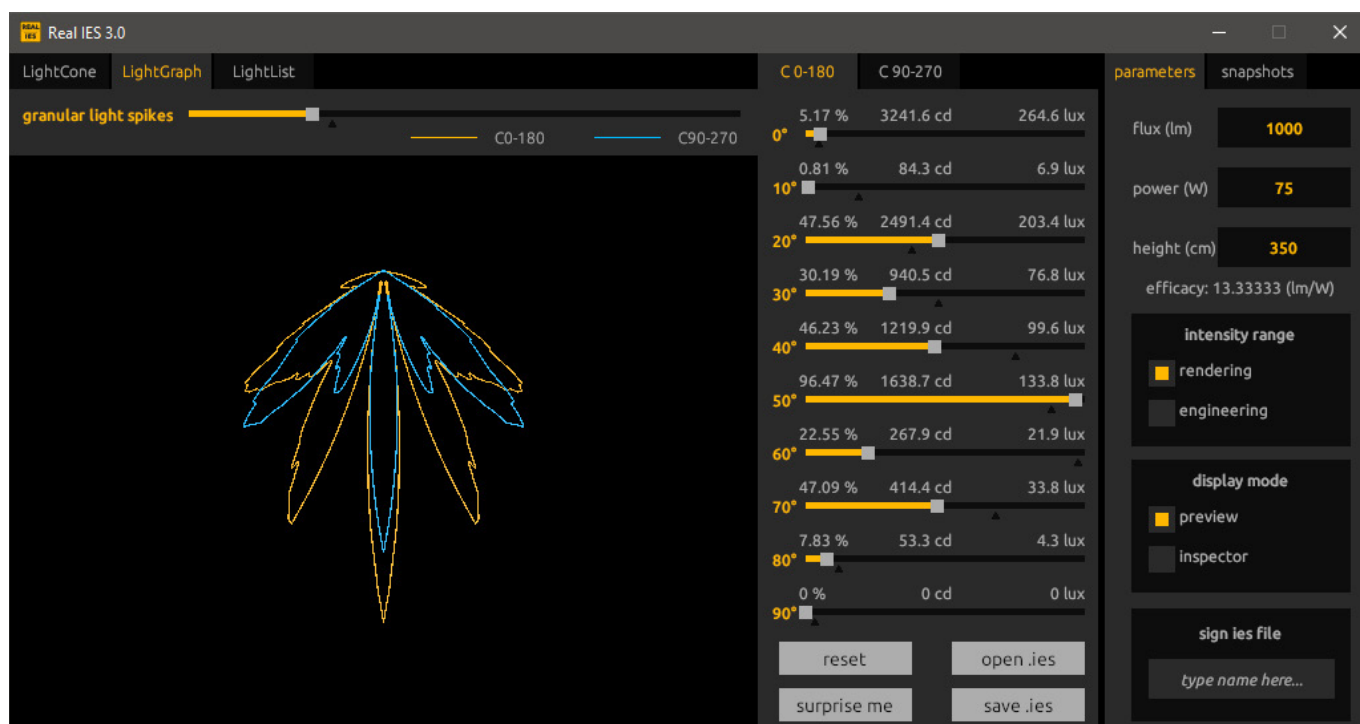 REAL IES Real IES 3.0
LightCone LightGraph LightList
granular light spikes
C0-180 C90-270
C 0-180 C 90-270
5.17 % 3241.6 cd 264.6 lux
0°
0.81 % 84.3 cd 6.9 lux
10°
47.56 % 2491.4 cd 203.4 lux
20°
30.19 % 940.5 cd 76.8 lux
30°
46.23 % 1219.9 cd 99.6 lux
40°
96.47 % 1638.7 cd 133.8 lux
50°
22.55 % 267.9 cd 21.9 lux
60°
47.09 % 414.4 cd 33.8 lux
70°
7.83 % 53.3 cd 4.3 lux
80°
0 % 0 cd 0 lux
90°
reset open .ies
surprise me save .ies
parameters snapshots
flux (lm) 1000
power (W) 75
height (cm) 350
efficacy: 13.33333 (lm/W)
intensity range
rendering
engineering
display mode
preview
inspector
sign ies file
type name here...